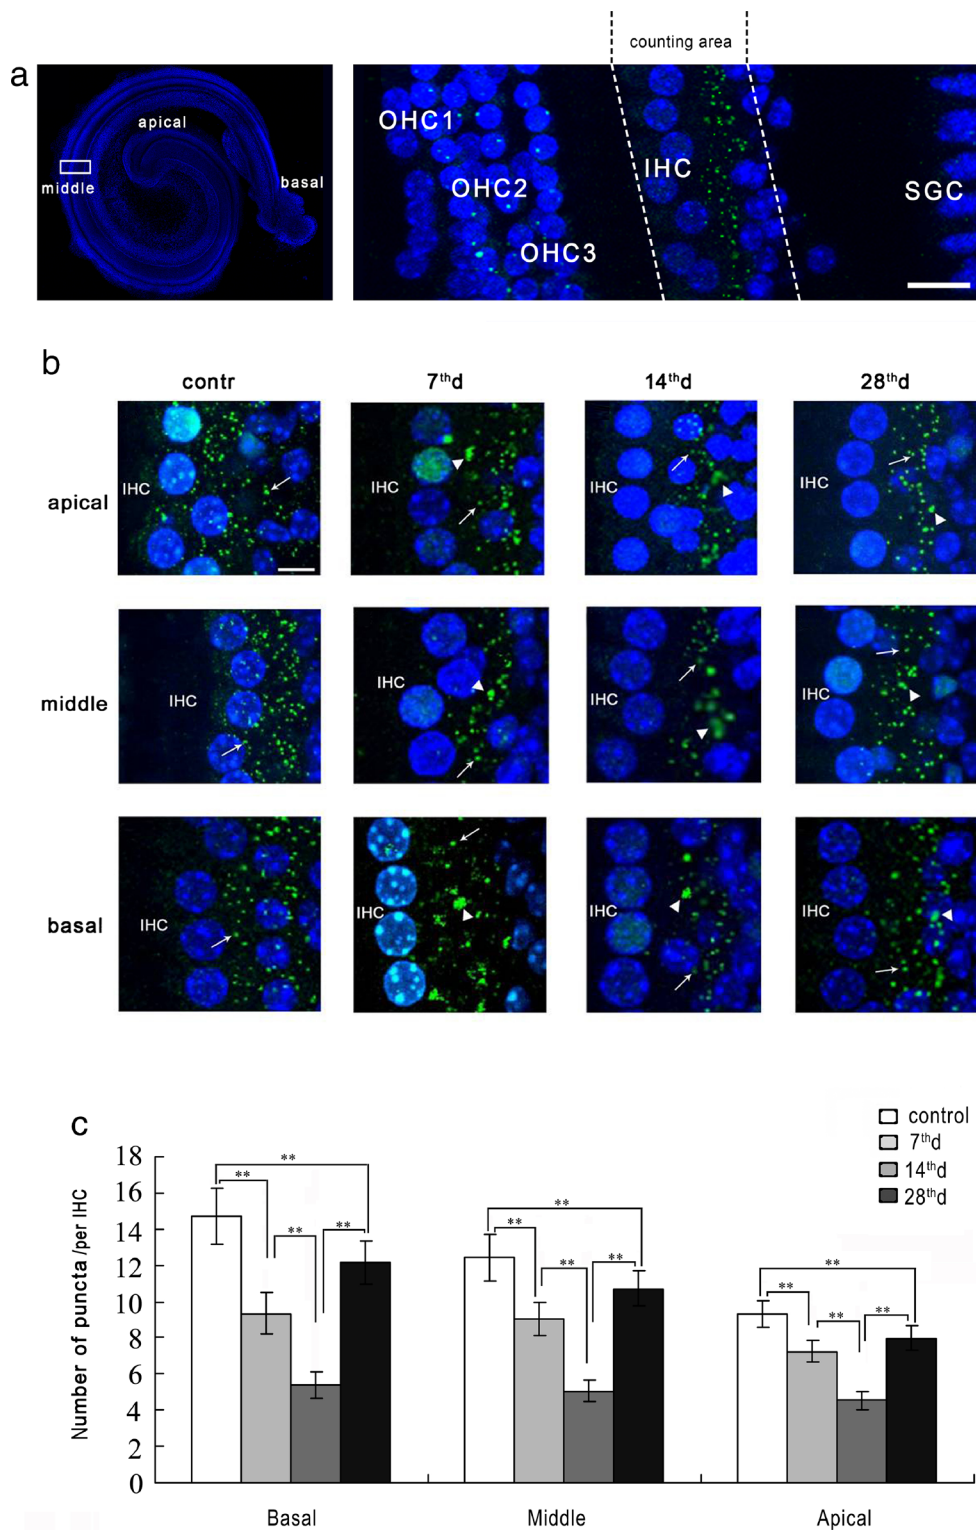 counting area
a
apical
middle
basal
OHC1
OHC2
OHC3
IHC
SGC
b
contr 7thd 14thd 28thd
apical
IHC IHC IHC IHC
middle
IHC IHC IHC IHC
basal
IHC IHC IHC IHC
c
control
7thd
14thd
28thd
Number of puncta/per IHC
18
16
14
12
10
8
6
4
2
0
** ** ** **
** ** ** **
** ** ** **
Basal Middle Apical